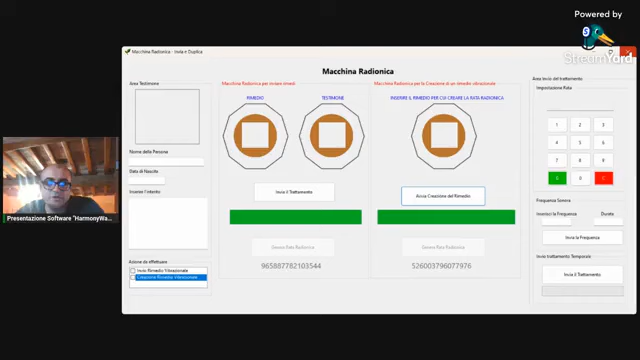 Powered by
StreamYard
Macchina Radionica - Invia e Duplica
Macchina Radionica
Area Testimone
Nome della Persona
Data di Nascita
Inserire l'intento
Azione da effettuare
Invio Rimedio Vibrazionale
Creazione Rimedio Vibrazionale
Macchina Radionica per inviare rimedi
RIMEDIO
TESTIMONE
Invia il Trattamento
Genera Rata Radionica
965887782103544
Macchina Radionica per la Creazione di un rimedio vibrazionale
INSERIRE IL RIMEDIO PER CUI CREARE LA RATA RADIONICA
Avvia Creazione del Rimedio
Genera Rata Radionica
526003796077976
Area invio del trattamento
Impostazione Rata
1
2
3
4
5
6
7
8
9
0
Frequenza Sonora
Inserisci la Frequenza
Durata
Invia la Frequenza
Invio trattamento Temporale
Invia il Trattamento
Presentazione Software "HarmonyWa...